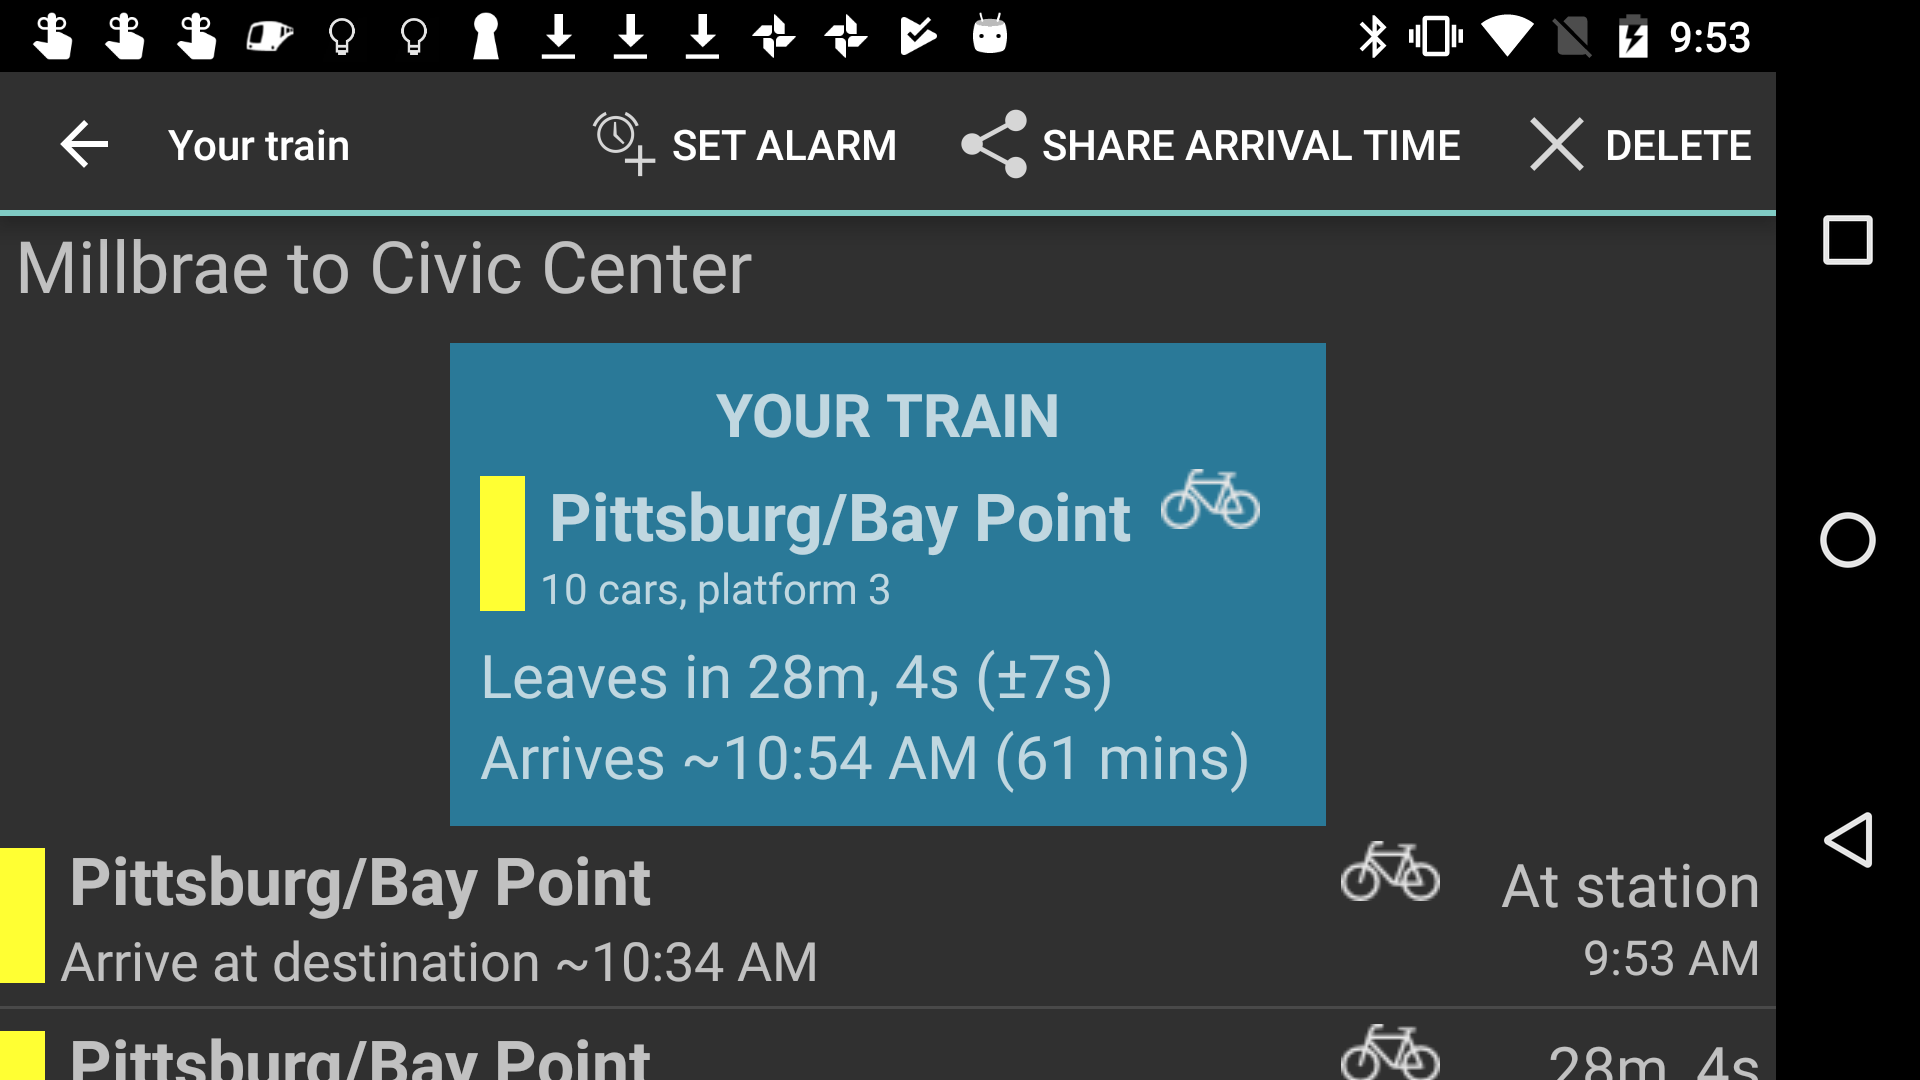 9:53
Your train
SET ALARM
SHARE ARRIVAL TIME
DELETE
Millbrae to Civic Center
YOUR TRAIN
Pittsburg/Bay Point
10 cars, platform 3
Leaves in 28m, 4s (±7s)
Arrives ~10:54 AM (61 mins)
Pittsburg/Bay Point
At station
Arrive at destination ~10:34 AM
9:53 AM
Pittsburg/Bay Point
28m, 4s